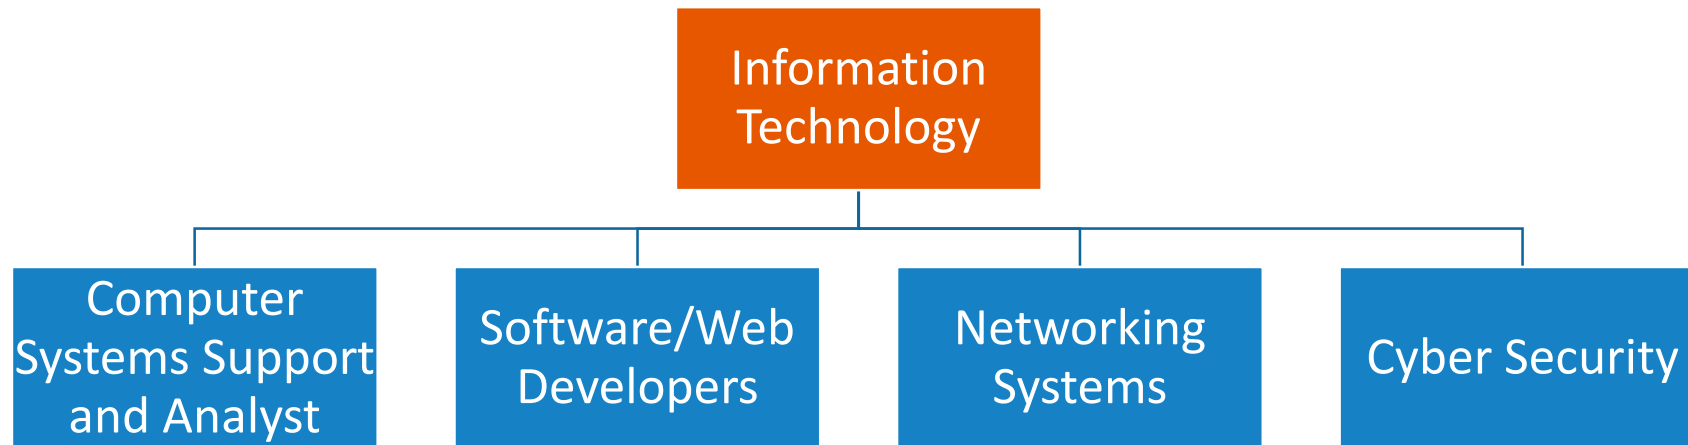 Information
Technology
Computer
Systems Support
and Analyst
Software/Web
Developers
Networking
Systems
Cyber Security